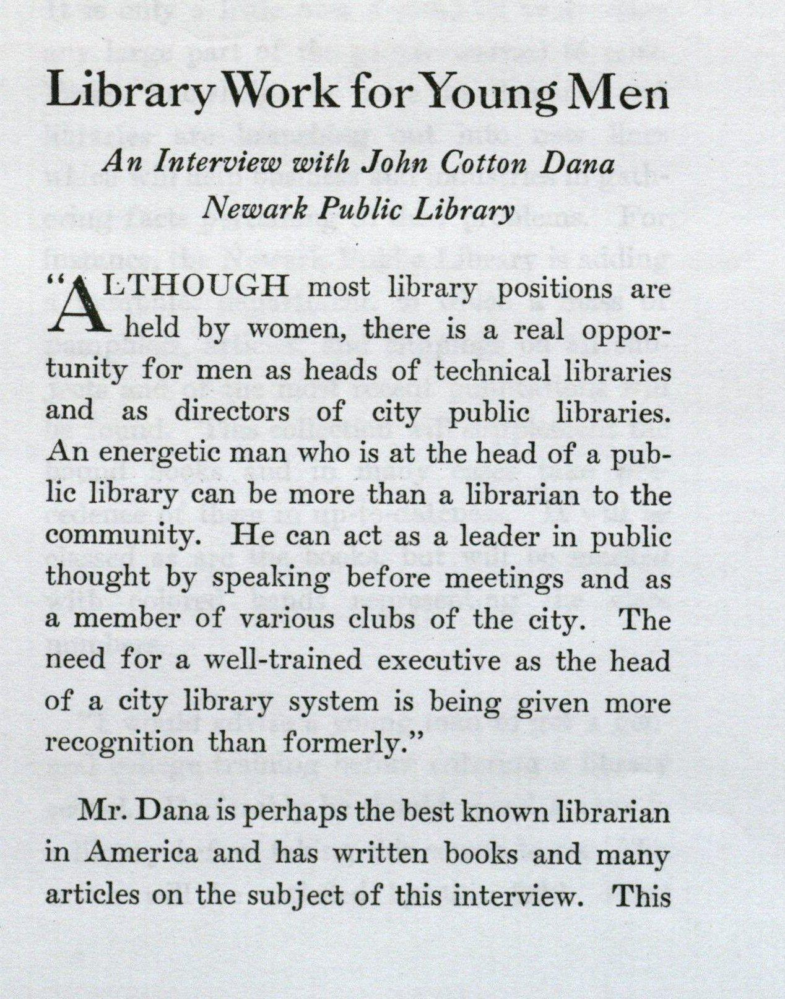 Library Work for Young Men
An Interview with John Cotton Dana
Newark Public Library
“ALTHOUGH most library positions are
held by women, there is a real oppor-
tunity for men as heads of technical libraries
and as directors of city public libraries.
An energetic man who is at the head of a pub-
lic library can be more than a librarian to the
community. He can act as a leader in public
thought by speaking before meetings and as
a member of various clubs of the city. The
need for a well-trained executive as the head
of a city library system is being given more
recognition than formerly.”
Mr. Dana is perhaps the best known librarian
in America and has written books and many
articles on the subject of this interview. This